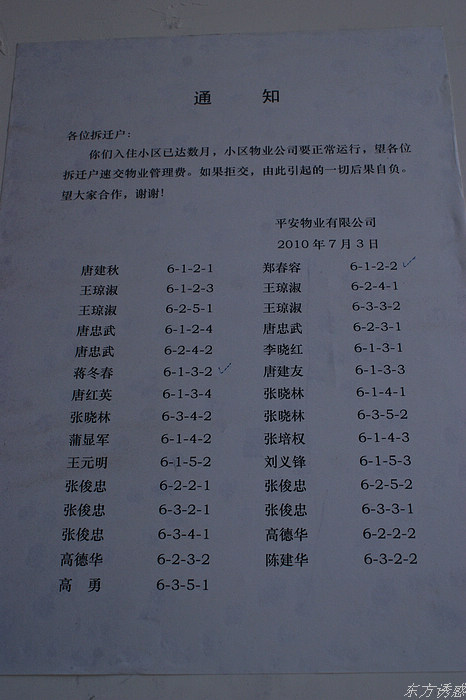 通 知
各位拆迁户：
你们入住小区已达数月，小区物业公司要正常运行，望各位
拆迁户速交物业管理费。如果拒交，由此引起的一切后果自负。
望大家合作，谢谢！
平安物业有限公司
2010年7月3日
唐建秋 6-1-2-1 郑春容 6-1-2-2 ✓
王琼淑 6-1-2-3 王琼淑 6-2-4-1
王琼淑 6-2-5-1 王琼淑 6-3-3-2
唐忠武 6-1-2-4 唐忠武 6-2-3-1
唐忠武 6-2-4-2 李晓红 6-1-3-1
蒋冬春 6-1-3-2 ✓ 唐建友 6-1-3-3
唐红英 6-1-3-4 张晓林 6-1-4-1
张晓林 6-3-4-2 张晓林 6-3-5-2
蒲显军 6-1-4-2 张培权 6-1-4-3
王元明 6-1-5-2 刘义锋 6-1-5-3
张俊忠 6-2-2-1 张俊忠 6-2-5-2
张俊忠 6-3-2-1 张俊忠 6-3-3-1
张俊忠 6-3-4-1 高德华 6-2-2-2
高德华 6-2-3-2 陈建华 6-3-2-2
高 勇 6-3-5-1
东方诱惑